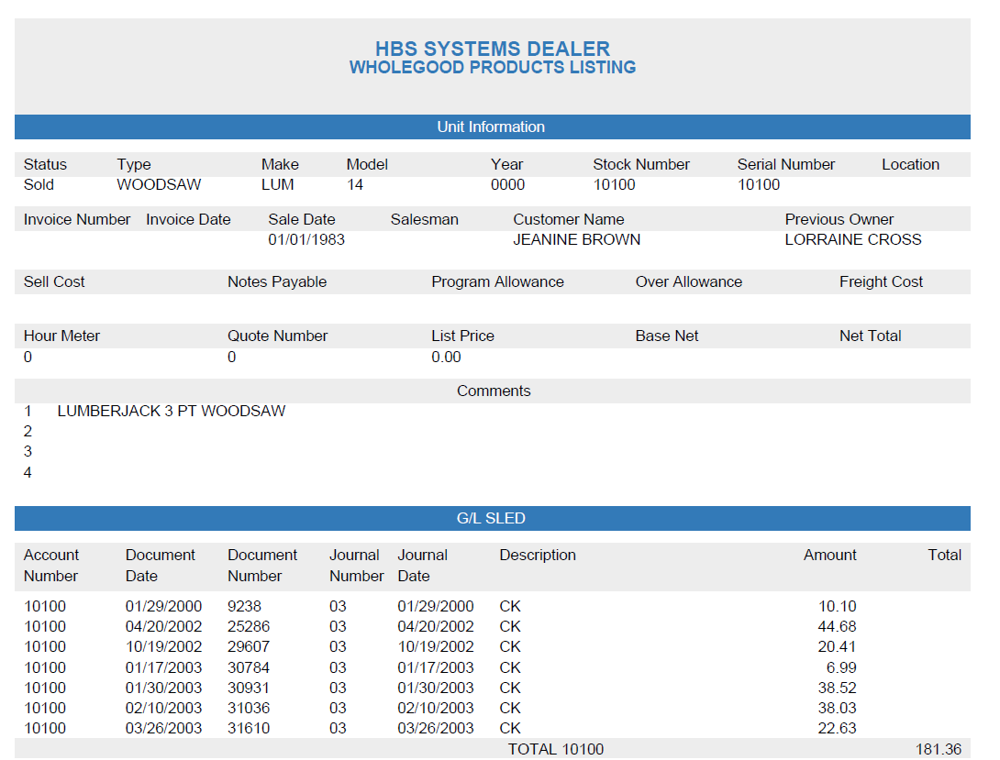 HBS SYSTEMS DEALER
WHOLEGOOD PRODUCTS LISTING
Unit Information
Status Type Make Model Year Stock Number Serial Number Location
Sold WOODSAW LUM 14 0000 10100 10100
Invoice Number Invoice Date Sale Date Salesman Customer Name Previous Owner
01/01/1983 JEANINE BROWN LORRAINE CROSS
Sell Cost Notes Payable Program Allowance Over Allowance Freight Cost
Hour Meter Quote Number List Price Base Net Net Total
0 0 0.00
Comments
1 LUMBERJACK 3 PT WOODSAW
2
3
4
G/L SLED
Account Document Document Journal Journal Description Amount Total
Number Date Number Number Date
10100 01/29/2000 9238 03 01/29/2000 CK 10.10
10100 04/20/2002 25286 03 04/20/2002 CK 44.68
10100 10/19/2002 29607 03 10/19/2002 CK 20.41
10100 01/17/2003 30784 03 01/17/2003 CK 6.99
10100 01/30/2003 30931 03 01/30/2003 CK 38.52
10100 02/10/2003 31036 03 02/10/2003 CK 38.03
10100 03/26/2003 31610 03 03/26/2003 CK 22.63
TOTAL 10100 181.36